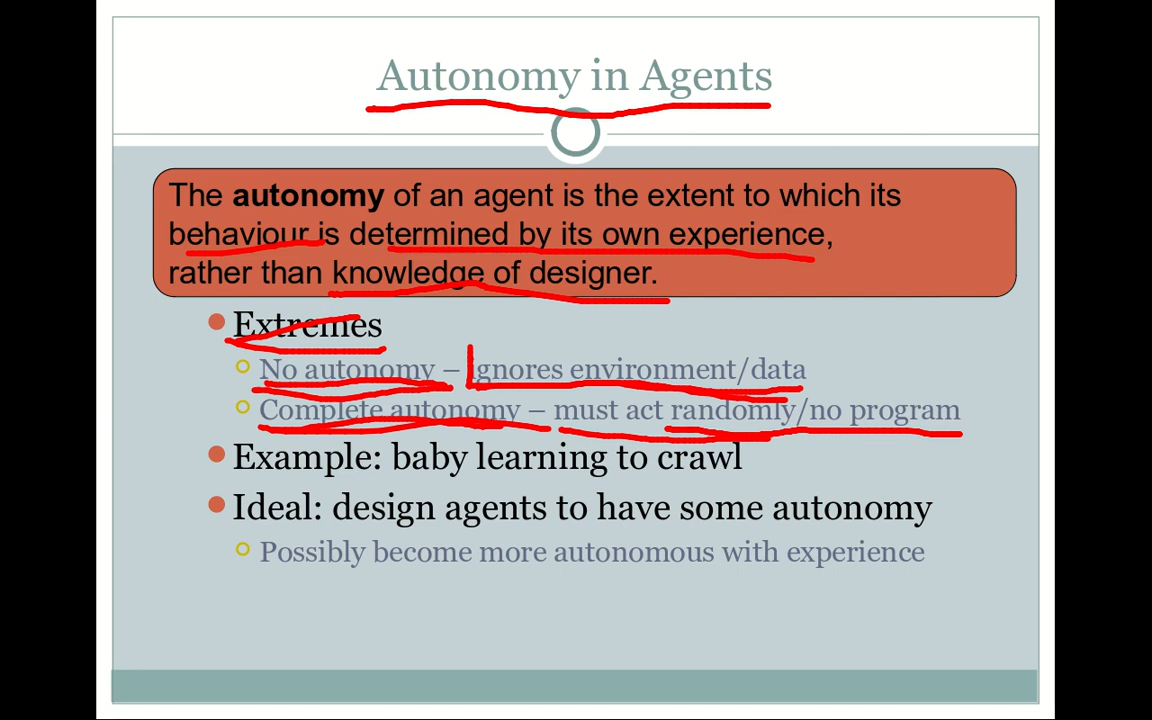 Autonomy in Agents
The autonomy of an agent is the extent to which its
behaviour is determined by its own experience,
rather than knowledge of designer.
Extremes
No autonomy – ignores environment/data
Complete autonomy – must act randomly/no program
Example: baby learning to crawl
Ideal: design agents to have some autonomy
Possibly become more autonomous with experience